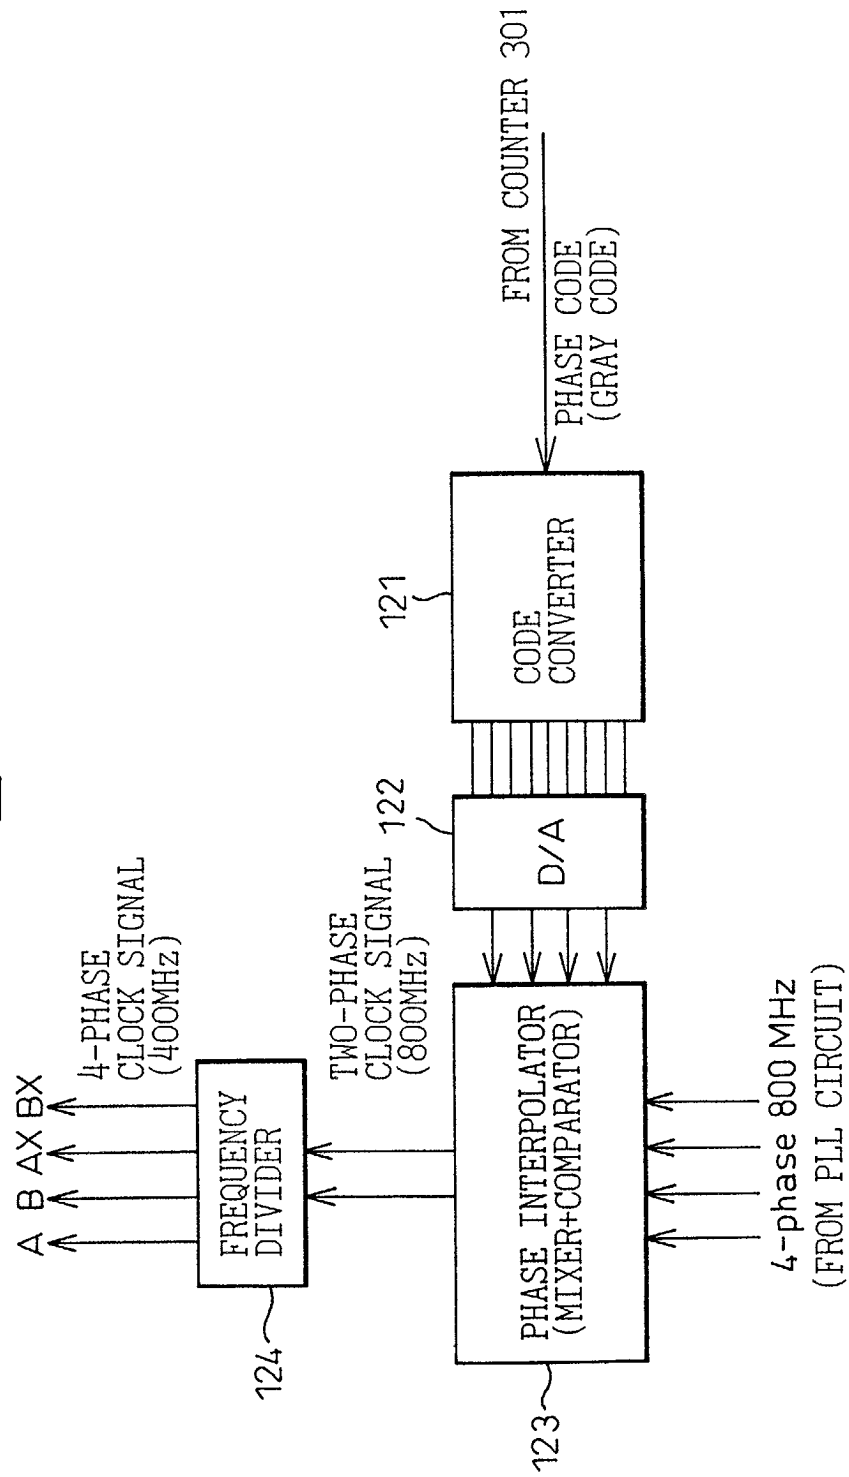 A B AX BX
4-PHASE
CLOCK SIGNAL
(400MHz)
FREQUENCY
DIVIDER
124
TWO-PHASE
CLOCK SIGNAL
(800MHz)
PHASE INTERPOLATOR
(MIXER+COMPARATOR)
123
4-phase 800 MHz
(FROM PLL CIRCUIT)
122
D/A
121
CODE
CONVERTER
FROM COUNTER 301
PHASE CODE
(GRAY CODE)